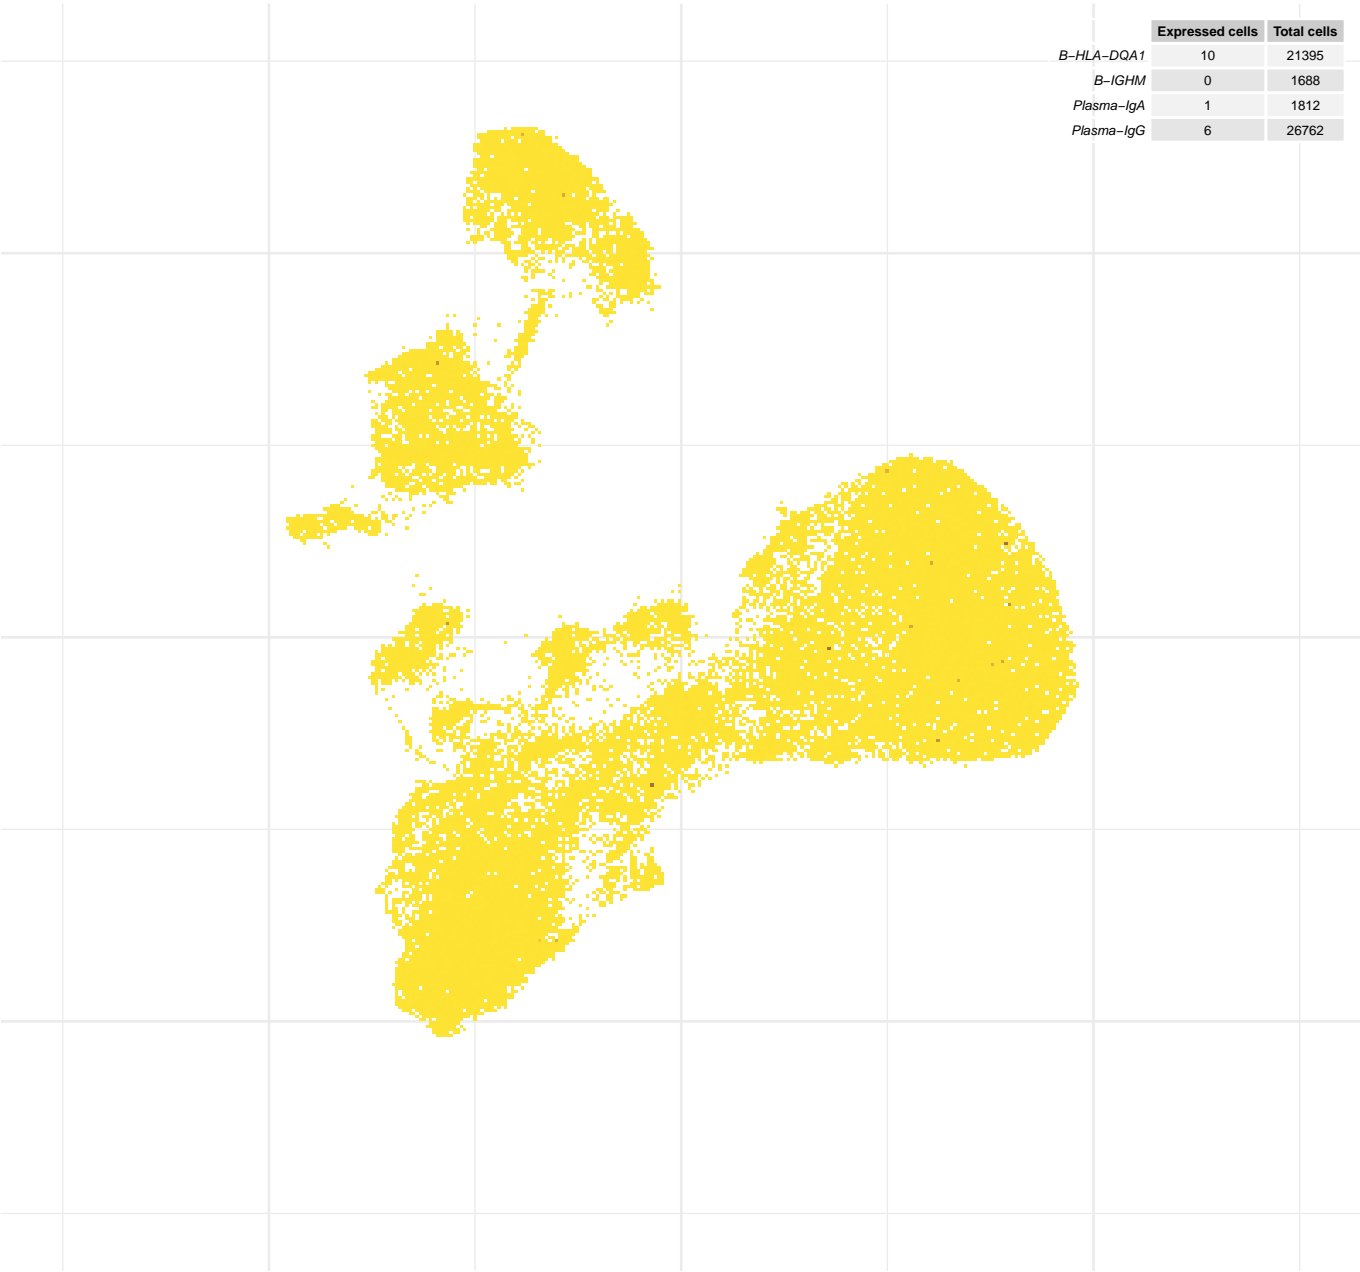 Expressed cells Total cells
B−HLA−DQA1 10 21395
B−IGHM 0 1688
Plasma−IgA 1 1812
Plasma−IgG 6 26762